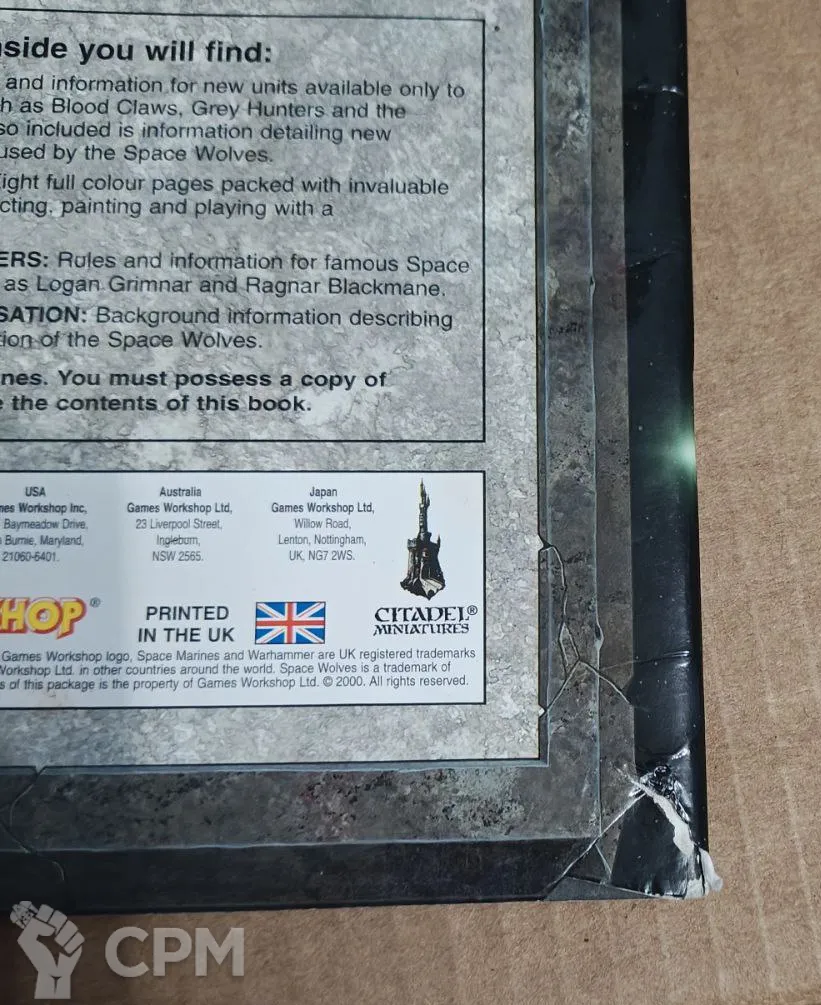 nside you will find:
and information for new units available only to
h as Blood Claws, Grey Hunters and the
so included is information detailing new
used by the Space Wolves.
ight full colour pages packed with invaluable
cting, painting and playing with a
ERS: Rules and information for famous Space
as Logan Grimnar and Ragnar Blackmane.
SATION: Background information describing
tion of the Space Wolves.
nes. You must possess a copy of
e the contents of this book.
USA
mes Workshop Inc,
Baymeadow Drive,
n Burnie, Maryland,
21060-6401.
Australia
Games Workshop Ltd,
23 Liverpool Street,
Ingleburn,
NSW 2565.
Japan
Games Workshop Ltd,
Willow Road,
Lenton, Nottingham,
UK, NG7 2WS.
SHOP®
PRINTED
IN THE UK
CITADEL®
MINIATURES
Games Workshop logo, Space Marines and Warhammer are UK registered trademarks
Workshop Ltd. in other countries around the world. Space Wolves is a trademark of
s of this package is the property of Games Workshop Ltd. © 2000. All rights reserved.
CPM